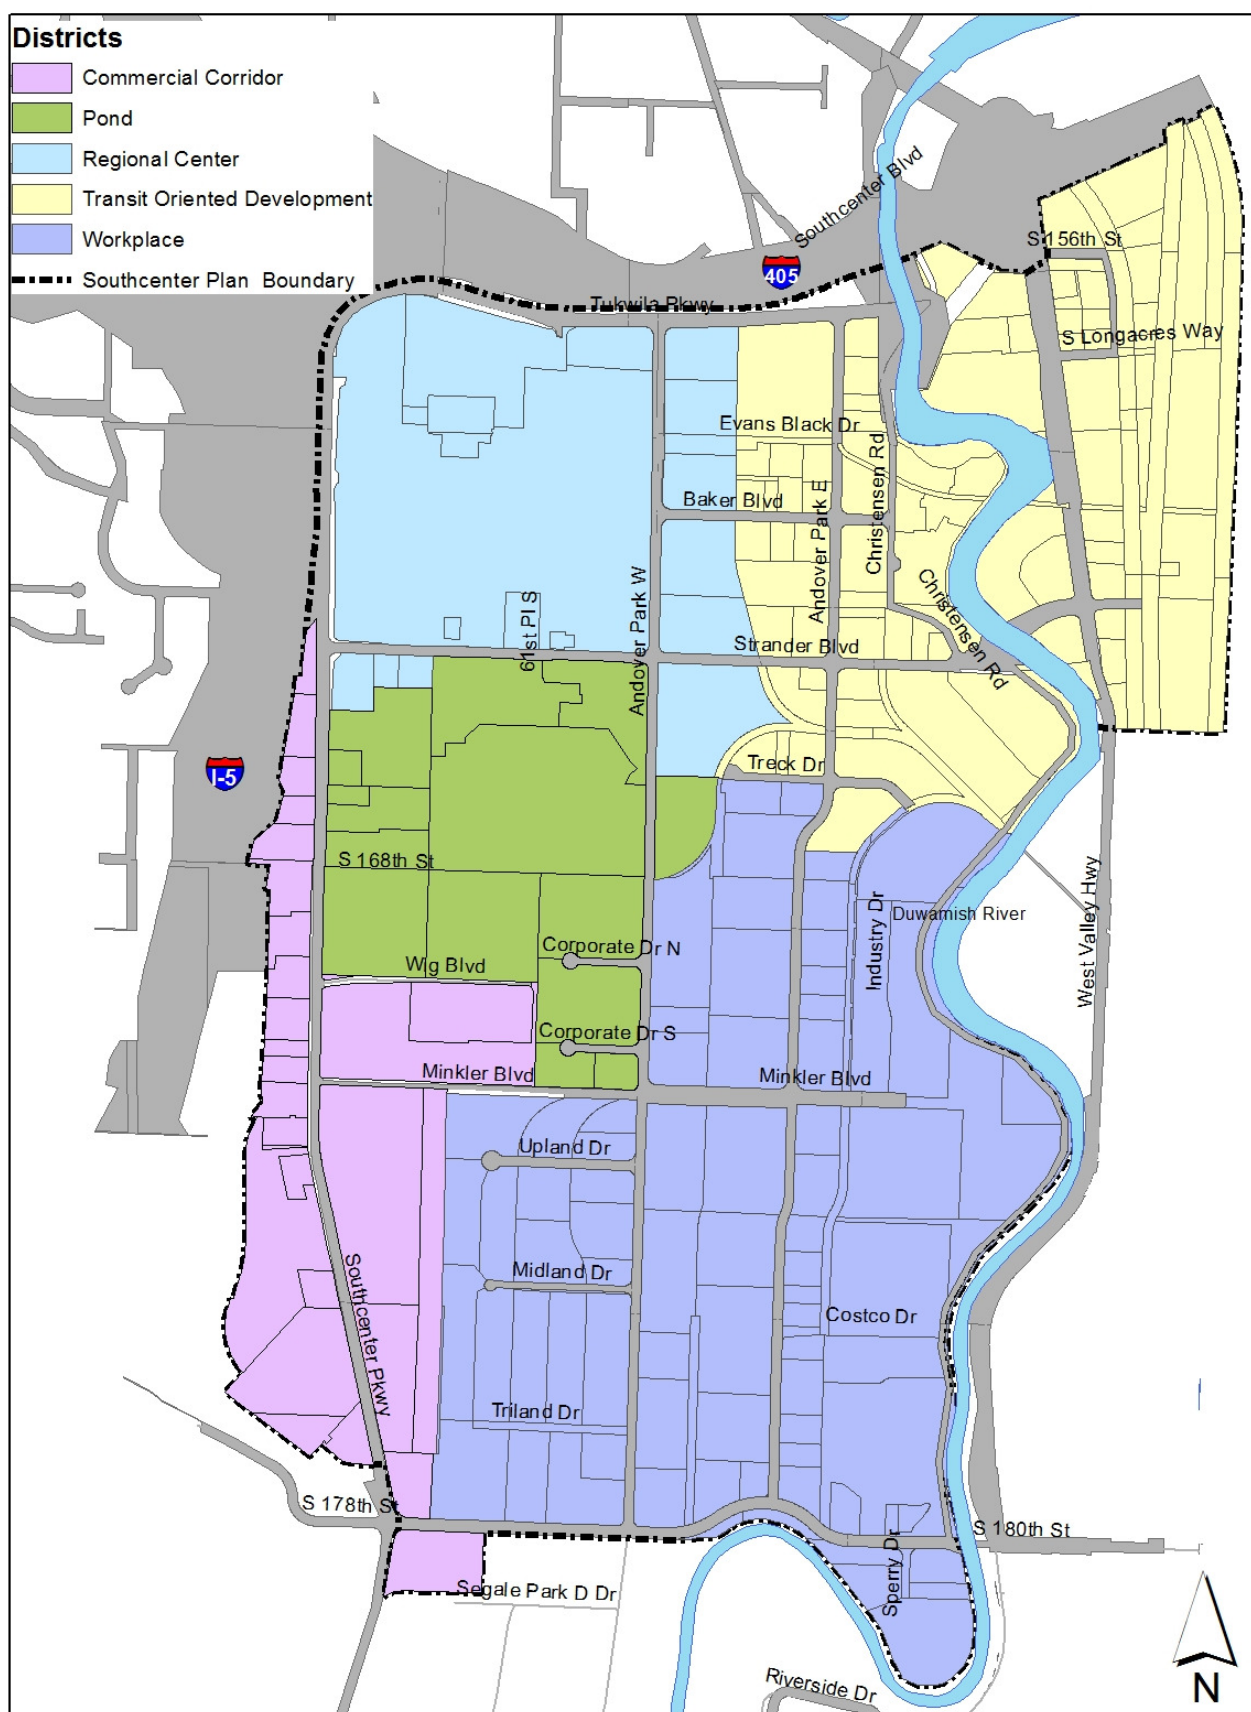 Districts
Commercial Corridor
Pond
Regional Center
Transit Oriented Development
Workplace
Southcenter Plan Boundary
Southcenter Blvd
S 156th St
405
Tukwila Pkwy
S Longacres Way
Evans Black Dr
Christensen Rd
Baker Blvd
Andover Park E
Andover Park W
61st Pl S
Christensen Rd
Strander Blvd
I-5
Treck Dr
S 168th St
Duwamish River
Industry Dr
West Valley Hwy
Corporate Dr N
Wig Blvd
Corporate Dr S
Minkler Blvd
Minkler Blvd
Upland Dr
Midland Dr
Southcenter Pkwy
Costco Dr
Triland Dr
S 178th St
S 180th St
Sperry Dr
Segale Park D Dr
Riverside Dr
N